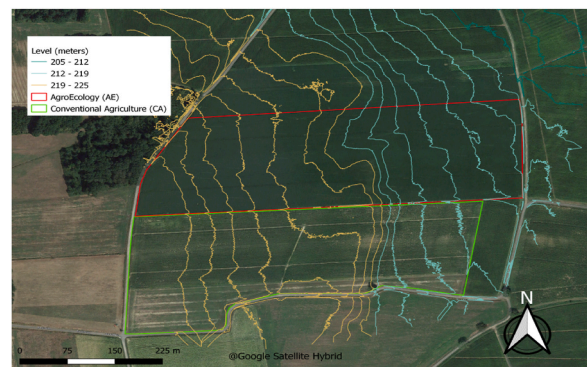 Level (meters)
205 - 212
212 - 219
219 - 225
AgroEcology (AE)
Conventional Agriculture (CA)
N
0 75 150 225 m
@Google Satellite Hybrid